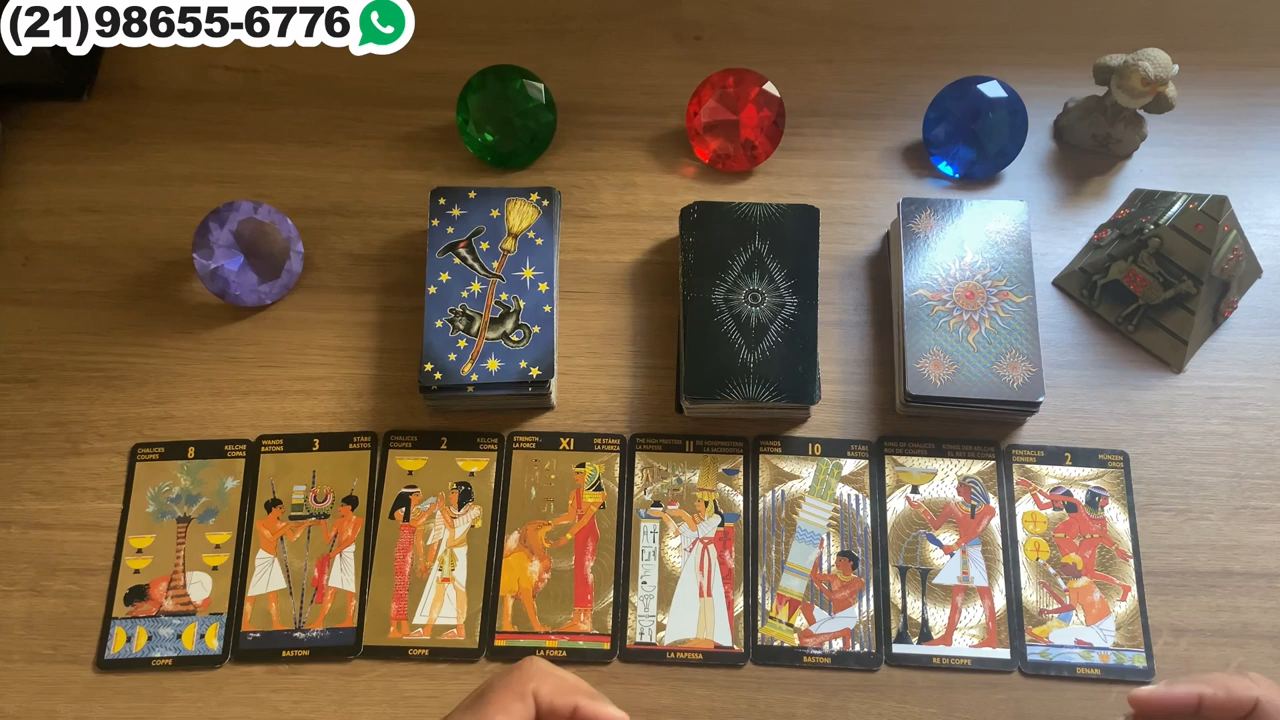 (21)98655-6776
CHALICES 8 KELCHE
COUPES COPAS
COPPE
WANDS 3 STÄBE
BATONS BASTOS
BASTONI
CHALICES 2 KELCHE
COUPES COPAS
COPPE
STRENGTH XI DIE STÄRKE
LA FORCE LA FUERZA
LA FORZA
THE HIGH PRIESTESS II DIE HOHEPRIESTERIN
LA PAPESSE LA SACERDOTISA
LA PAPESSA
WANDS 10 STÄBE
BATONS BASTOS
BASTONI
KING OF CHALICES KÖNIG DER KELCHE
ROI DE COUPES EL REY DE COPAS
RE DI COPPE
PENTACLES 2 MÜNZEN
DENIERS OROS
DENARI